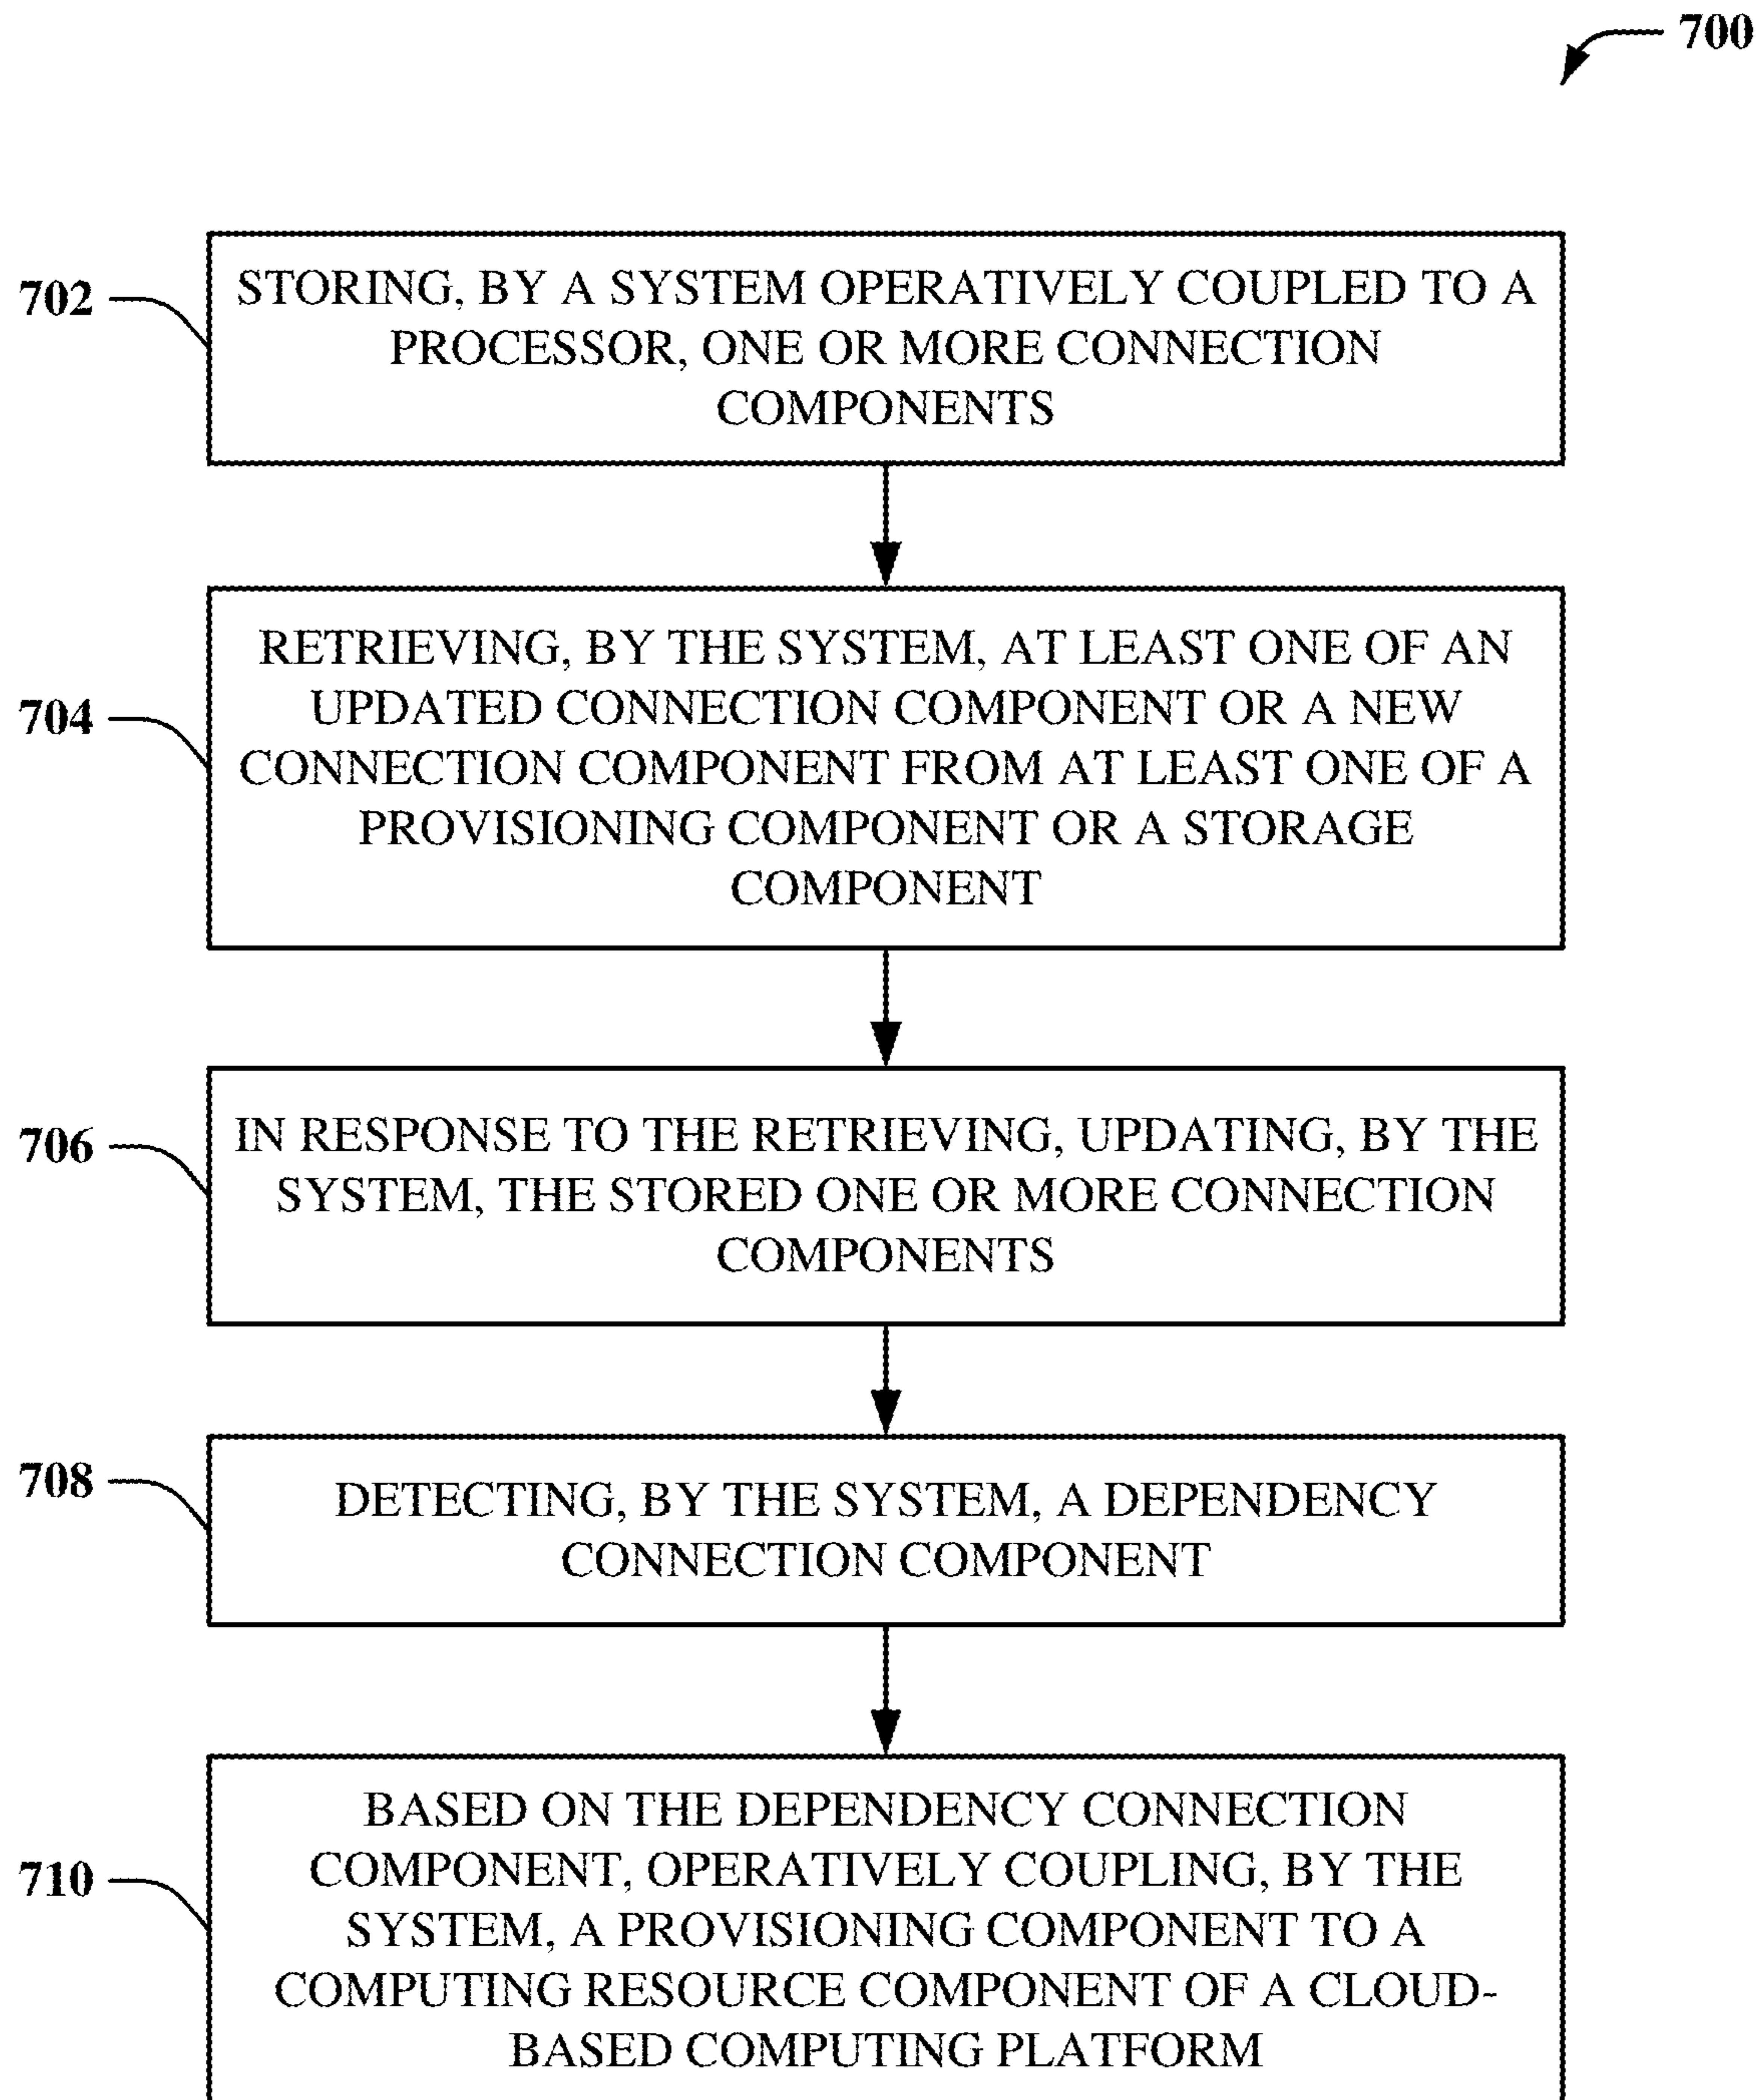 700
702
STORING, BY A SYSTEM OPERATIVELY COUPLED TO A
PROCESSOR, ONE OR MORE CONNECTION
COMPONENTS
704
RETRIEVING, BY THE SYSTEM, AT LEAST ONE OF AN
UPDATED CONNECTION COMPONENT OR A NEW
CONNECTION COMPONENT FROM AT LEAST ONE OF A
PROVISIONING COMPONENT OR A STORAGE
COMPONENT
706
IN RESPONSE TO THE RETRIEVING, UPDATING, BY THE
SYSTEM, THE STORED ONE OR MORE CONNECTION
COMPONENTS
708
DETECTING, BY THE SYSTEM, A DEPENDENCY
CONNECTION COMPONENT
710
BASED ON THE DEPENDENCY CONNECTION
COMPONENT, OPERATIVELY COUPLING, BY THE
SYSTEM, A PROVISIONING COMPONENT TO A
COMPUTING RESOURCE COMPONENT OF A CLOUD-
BASED COMPUTING PLATFORM